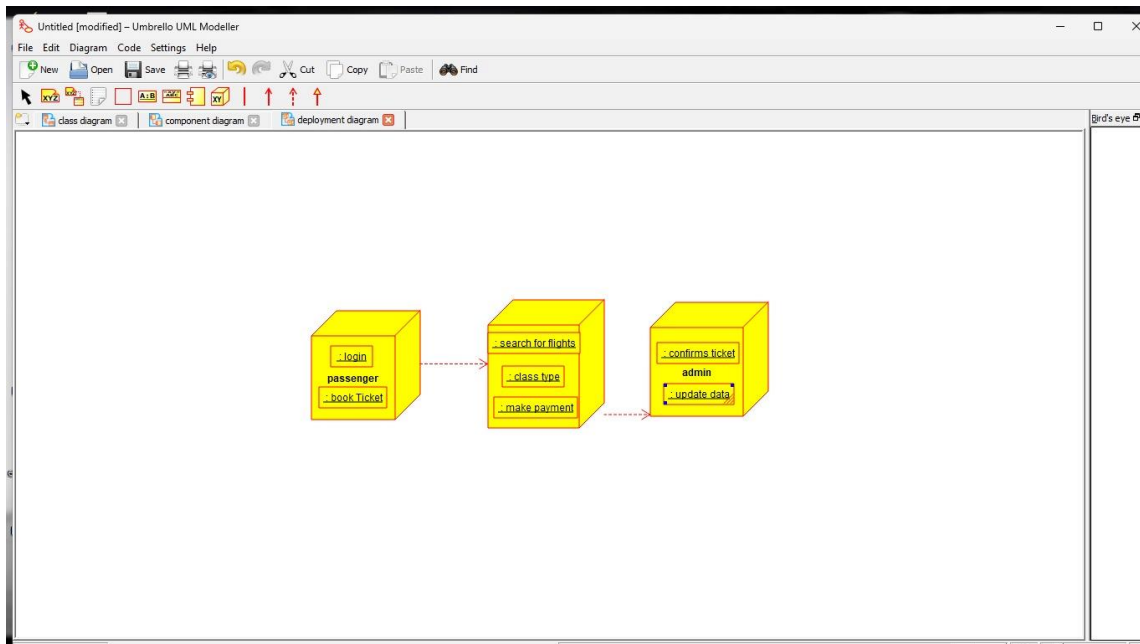 Untitled [modified] – Umbrello UML Modeller
File Edit Diagram Code Settings Help
New Open Save Cut Copy Paste Find
XYZ A:B XY
class diagram component diagram deployment diagram Bird's eye
: search for flights
: login
: confirms ticket
passenger
: class type
admin
: book Ticket
: make payment
: update data